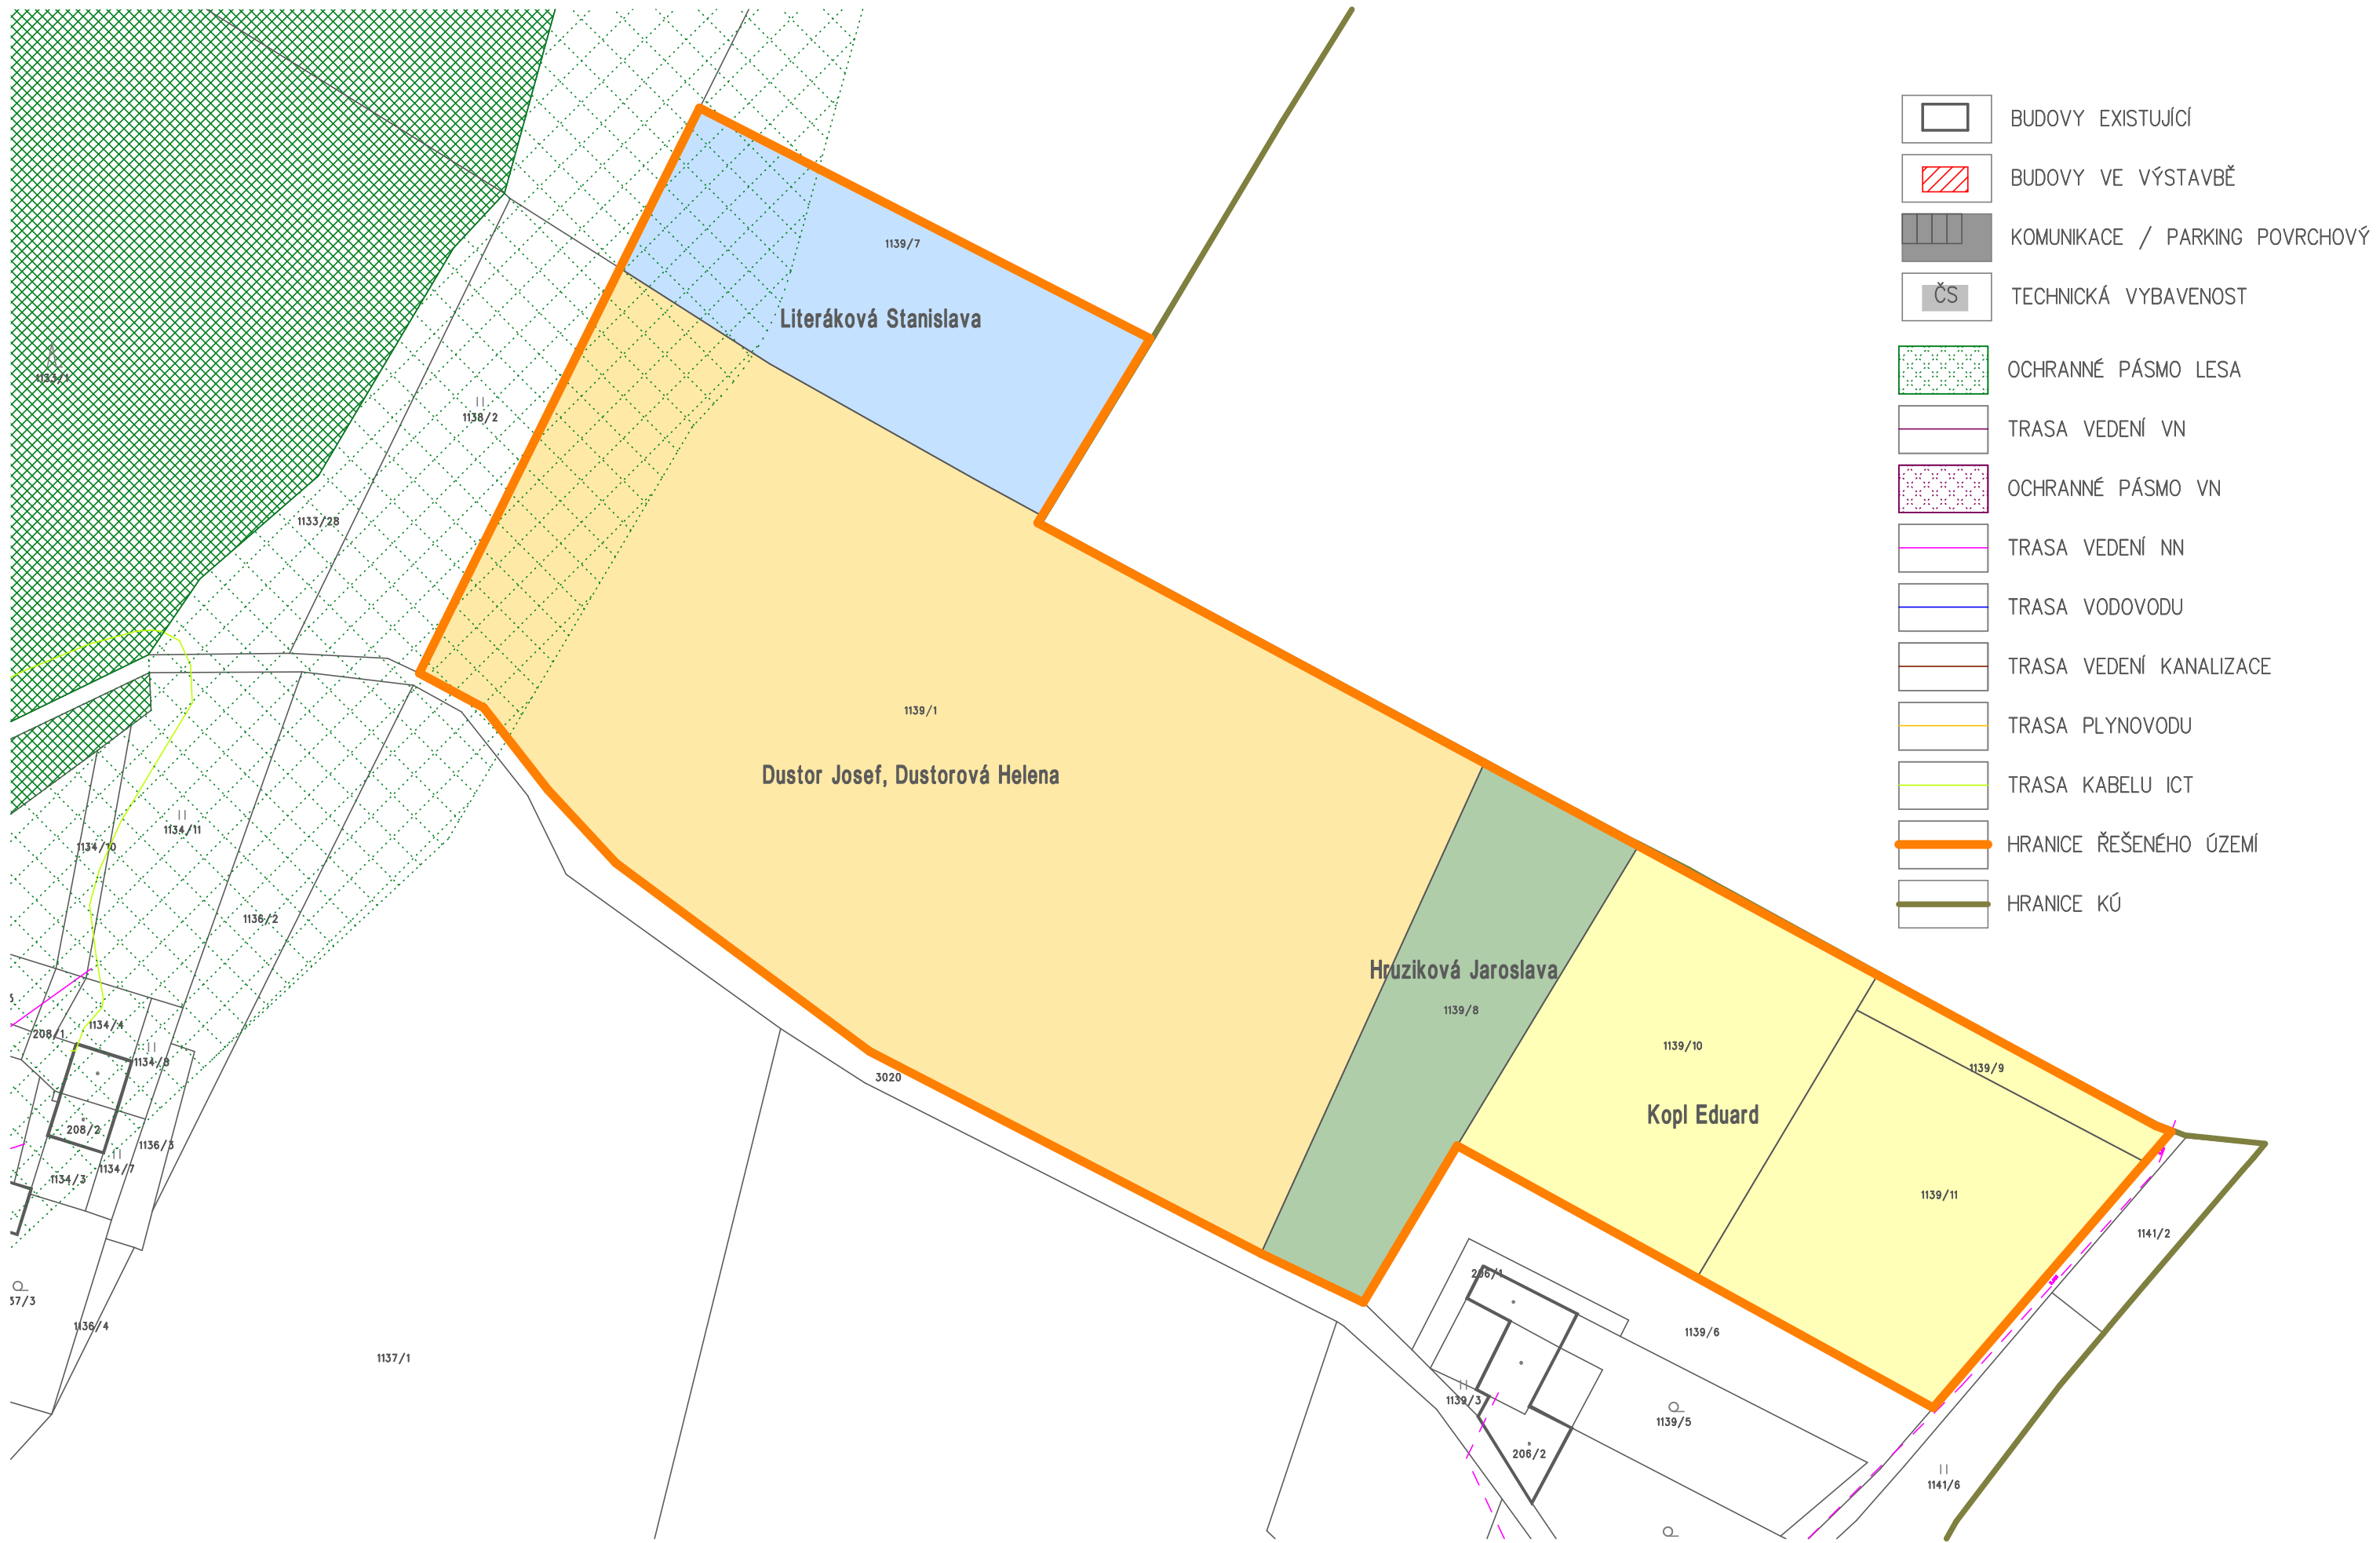 BUDOVY EXISTUJÍCÍ
BUDOVY VE VÝSTAVBĚ
KOMUNIKACE / PARKING POVRCHOVÝ
ČS TECHNICKÁ VYBAVENOST
OCHRANNÉ PÁSMO LESA
TRASA VEDENÍ VN
OCHRANNÉ PÁSMO VN
TRASA VEDENÍ NN
TRASA VODOVODU
TRASA VEDENÍ KANALIZACE
TRASA PLYNOVODU
TRASA KABELU ICT
HRANICE ŘEŠENÉHO ÚZEMÍ
HRANICE KÚ
1139/7
Literáková Stanislava
1133/1
1138/2
1133/28
1139/1
Dustor Josef, Dustorová Helena
1134/11
1134/10
1136/2
Hruziková Jaroslava
1139/8
1139/10
1139/9
Kopl Eduard
1139/11
3020
1134/4
208/1
1134/8
208/2
1136/3
1134/7
1134/3
1141/2
206/1
37/3
1136/4
1137/1
1139/6
1139/3
1139/5
206/2
1141/6